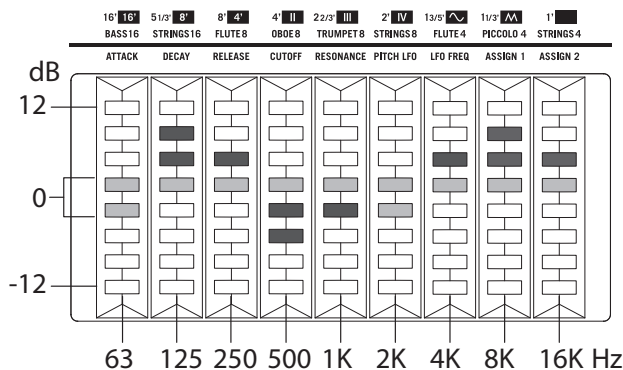 16' 16' 5 1/3' 8' 8' 4' 4' II 2 2/3' III 2' IV 1 3/5' 1 1/3' 1'
BASS16 STRINGS16 FLUTE8 OBOE8 TRUMPET8 STRINGS8 FLUTE4 PICCOLO 4 STRINGS4
ATTACK DECAY RELEASE CUTOFF RESONANCE PITCH LFO LFO FREQ ASSIGN 1 ASSIGN 2
dB
12
0
-12
63 125 250 500 1K 2K 4K 8K 16K Hz